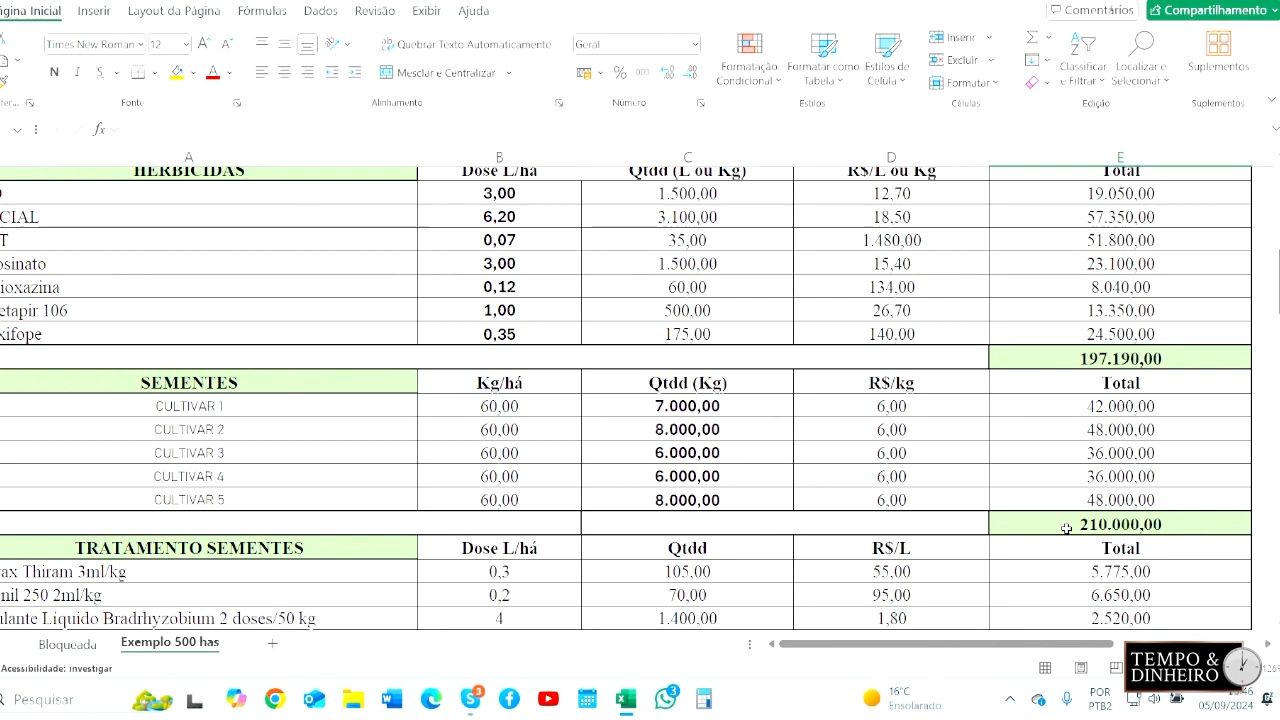 Inserir Layout da Página Fórmulas Dados Revisão Exibir Ajuda Comentários Compartilhamento
Times New Roman 12 Quebrar Texto Automaticamente Geral Inserir
Mesclar e Centralizar Formatação Condicional Formatar como Tabela Estilos de Célula Excluir Classificar e Filtrar Localizar e Selecionar Suplementos
Formatar
Fonte Alinhamento Número Estilos Células Edição Suplementos
fx
A B C D E
HERBICIDAS Dose L/há Qtdd (L ou Kg) R$/L ou Kg Total
3,00 1.500,00 12,70 19.050,00
CIAL 6,20 3.100,00 18,50 57.350,00
T 0,07 35,00 1.480,00 51.800,00
osinato 3,00 1.500,00 15,40 23.100,00
ioxazina 0,12 60,00 134,00 8.040,00
etapir 106 1,00 500,00 26,70 13.350,00
xifope 0,35 175,00 140,00 24.500,00
197.190,00
SEMENTES Kg/há Qtdd (Kg) R$/kg Total
CULTIVAR 1 60,00 7.000,00 6,00 42.000,00
CULTIVAR 2 60,00 8.000,00 6,00 48.000,00
CULTIVAR 3 60,00 6.000,00 6,00 36.000,00
CULTIVAR 4 60,00 6.000,00 6,00 36.000,00
CULTIVAR 5 60,00 8.000,00 6,00 48.000,00
210.000,00
TRATAMENTO SEMENTES Dose L/há Qtdd R$/L Total
ax Thiram 3ml/kg 0,3 105,00 55,00 5.775,00
nil 250 2ml/kg 0,2 70,00 95,00 6.650,00
lante Líquido Bradrhyzobium 2 doses/50 kg 4 1.400,00 1,80 2.520,00
Bloqueada Exemplo 500 has
Acessibilidade: investigar
TEMPO & DINHEIRO
Pesquisar 3 3 16°C POR
Ensolarado PTB2 05/09/2024